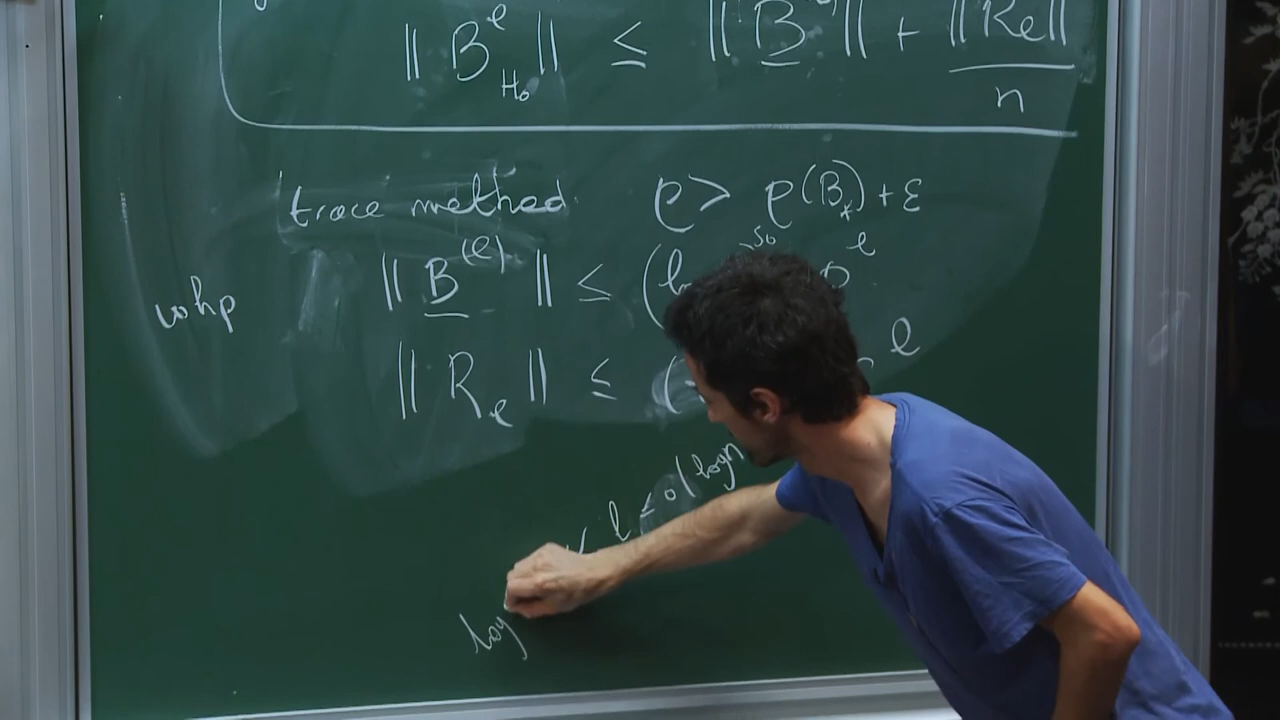 ‖ B^ℓ_{H_0} ‖ ≤ ‖ B^{(ℓ)} ‖ + ‖R_ℓ‖ / n
trace method. ρ > ρ(B_*) + ε
whp ‖ B^{(ℓ)} ‖ ≤ ( ρ^ℓ
‖ R_ℓ ‖ ≤ ( ℓ
log ℓ ≤ o(log n